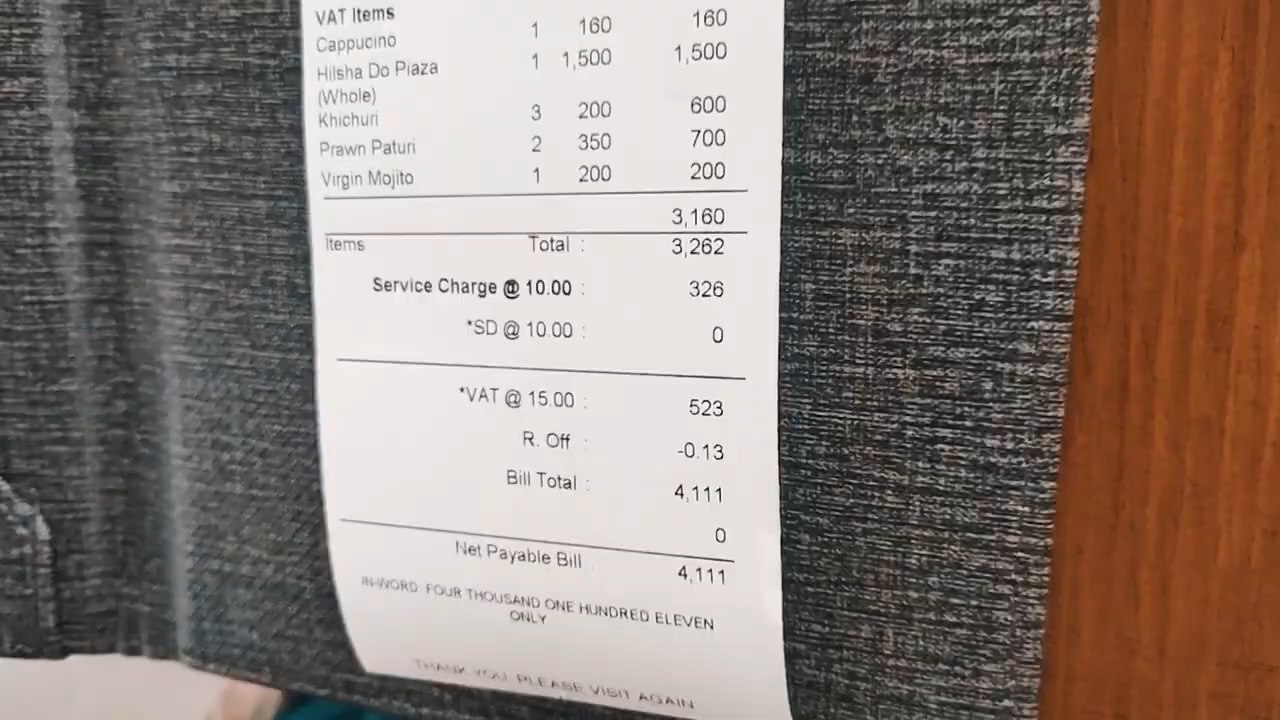 VAT Items
Cappucino 1 160 160
Hilsha Do Piaza 1 1,500 1,500
(Whole)
Khichuri 3 200 600
Prawn Paturi 2 350 700
Virgin Mojito 1 200 200
3,160
Items Total : 3,262
Service Charge @ 10.00 : 326
*SD @ 10.00 : 0
*VAT @ 15.00 : 523
R. Off : -0.13
Bill Total : 4,111
0
Net Payable Bill 4,111
IN-WORD: FOUR THOUSAND ONE HUNDRED ELEVEN
ONLY
THANK YOU, PLEASE VISIT AGAIN